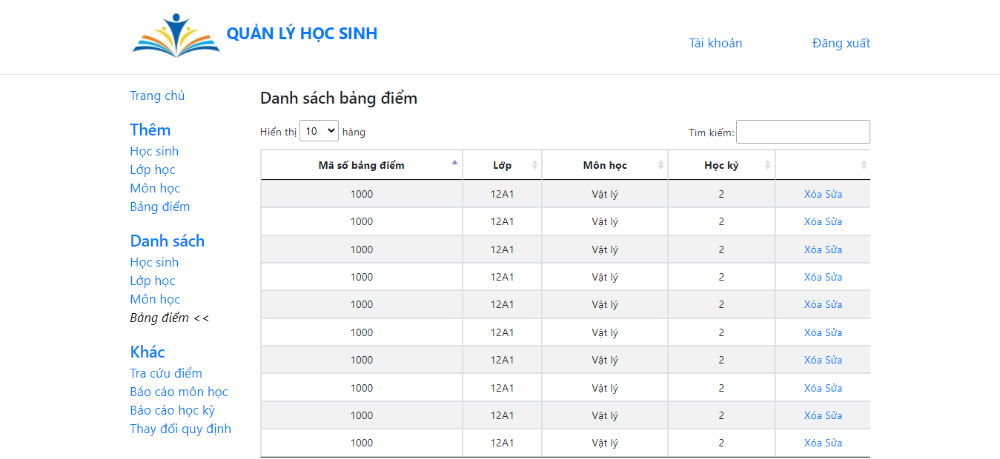 QUẢN LÝ HỌC SINH
Tài khoản Đăng xuất
Trang chủ
Thêm
Học sinh
Lớp học
Môn học
Bảng điểm
Danh sách
Học sinh
Lớp học
Môn học
Bảng điểm <<
Khác
Tra cứu điểm
Báo cáo môn học
Báo cáo học kỳ
Thay đổi quy định
Danh sách bảng điểm
Hiển thị 10 hàng Tìm kiếm:
Mã số bảng điểm Lớp Môn học Học kỳ
1000 12A1 Vật lý 2 Xóa Sửa
1000 12A1 Vật lý 2 Xóa Sửa
1000 12A1 Vật lý 2 Xóa Sửa
1000 12A1 Vật lý 2 Xóa Sửa
1000 12A1 Vật lý 2 Xóa Sửa
1000 12A1 Vật lý 2 Xóa Sửa
1000 12A1 Vật lý 2 Xóa Sửa
1000 12A1 Vật lý 2 Xóa Sửa
1000 12A1 Vật lý 2 Xóa Sửa
1000 12A1 Vật lý 2 Xóa Sửa